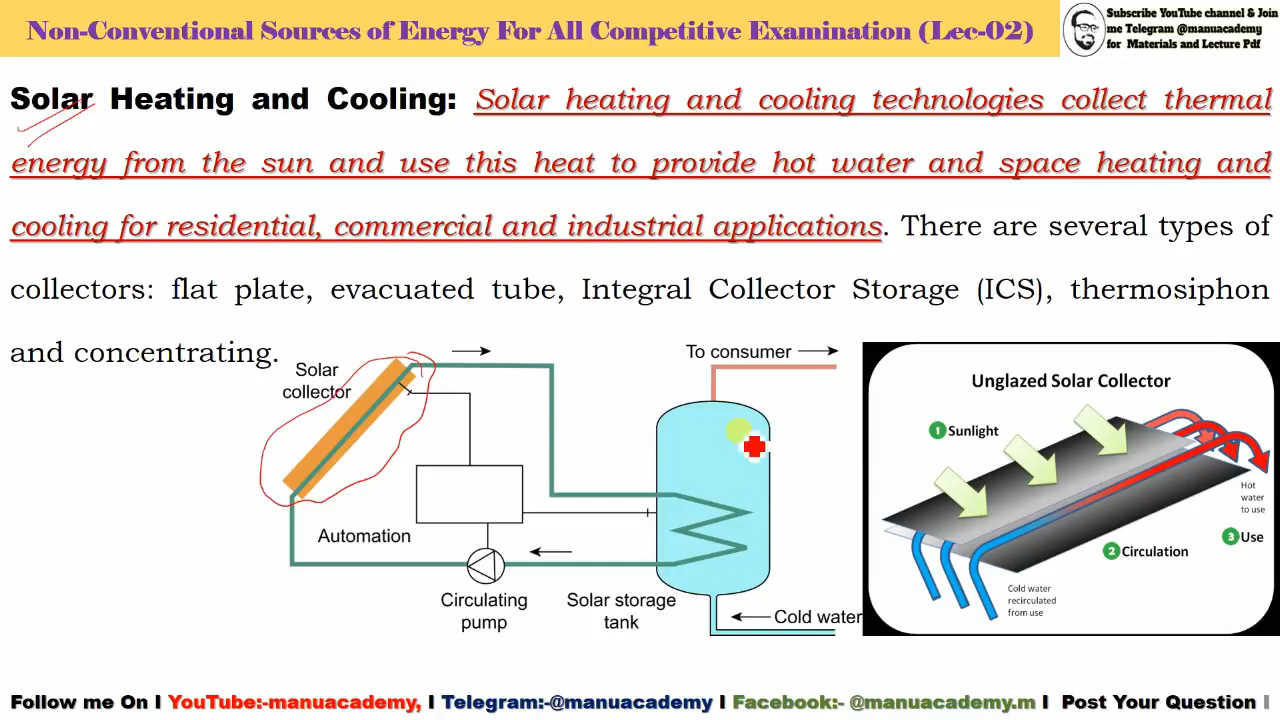 Non-Conventional Sources of Energy For All Competitive Examination (Lec-02)
Subscribe YouTube channel & Join
me Telegram @manuacademy
for Materials and Lecture Pdf
Solar Heating and Cooling: Solar heating and cooling technologies collect thermal
energy from the sun and use this heat to provide hot water and space heating and
cooling for residential, commercial and industrial applications. There are several types of
collectors: flat plate, evacuated tube, Integral Collector Storage (ICS), thermosiphon
and concentrating.
Solar
collector
To consumer
Automation
Circulating
pump
Solar storage
tank
Cold water
Unglazed Solar Collector
1 Sunlight
Hot
water
to use
3 Use
2 Circulation
Cold water
recirculated
from use
Follow me On I YouTube:-manuacademy, I Telegram:-@manuacademy I Facebook:- @manuacademy.m I Post Your Question I